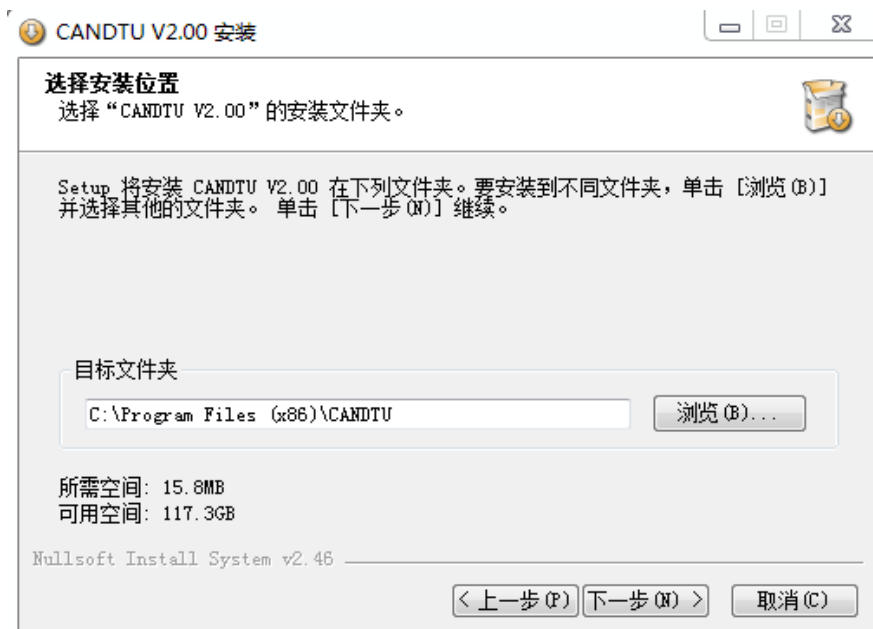 CANDTU V2.00 安装
选择安装位置
选择“CANDTU V2.00”的安装文件夹。
Setup 将安装 CANDTU V2.00 在下列文件夹。要安装到不同文件夹，单击 [浏览(B)]
并选择其他的文件夹。 单击 [下一步(N)] 继续。
目标文件夹
C:\Program Files (x86)\CANDTU
浏览(B)...
所需空间: 15.8MB
可用空间: 117.3GB
Nullsoft Install System v2.46
< 上一步(P) 下一步(N) > 取消(C)